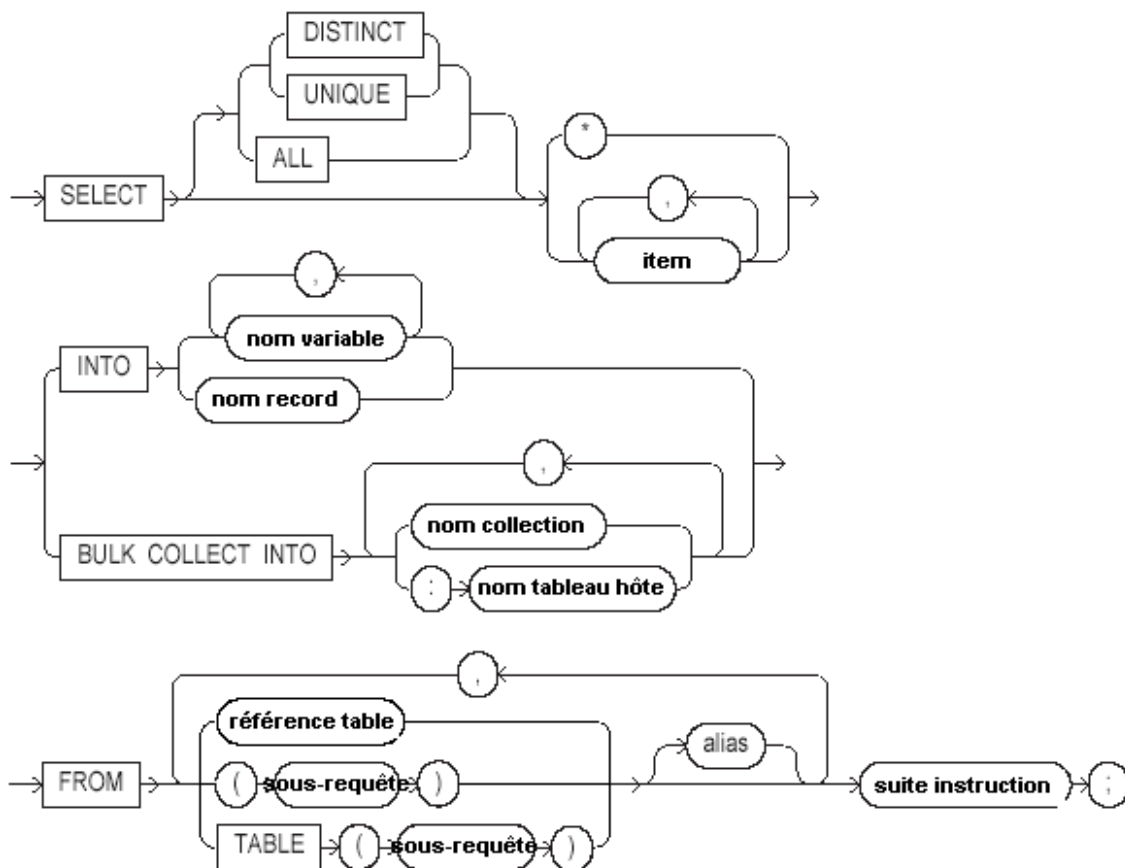 DISTINCT
UNIQUE
ALL
SELECT
*
,
item
,
nom variable
INTO
nom record
,
nom collection
BULK COLLECT INTO
: nom tableau hôte
,
référence table
alias
FROM ( sous-requête ) suite instruction ;
TABLE ( sous-requête )